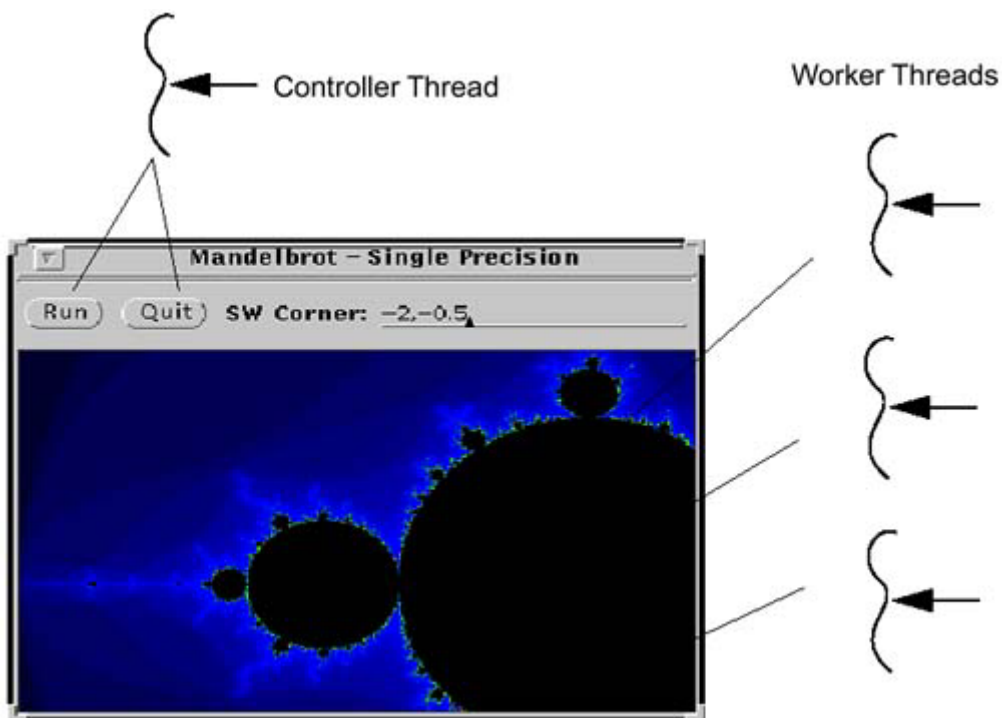 Controller Thread
Worker Threads
Mandelbrot – Single Precision
Run Quit SW Corner: -2,-0.5